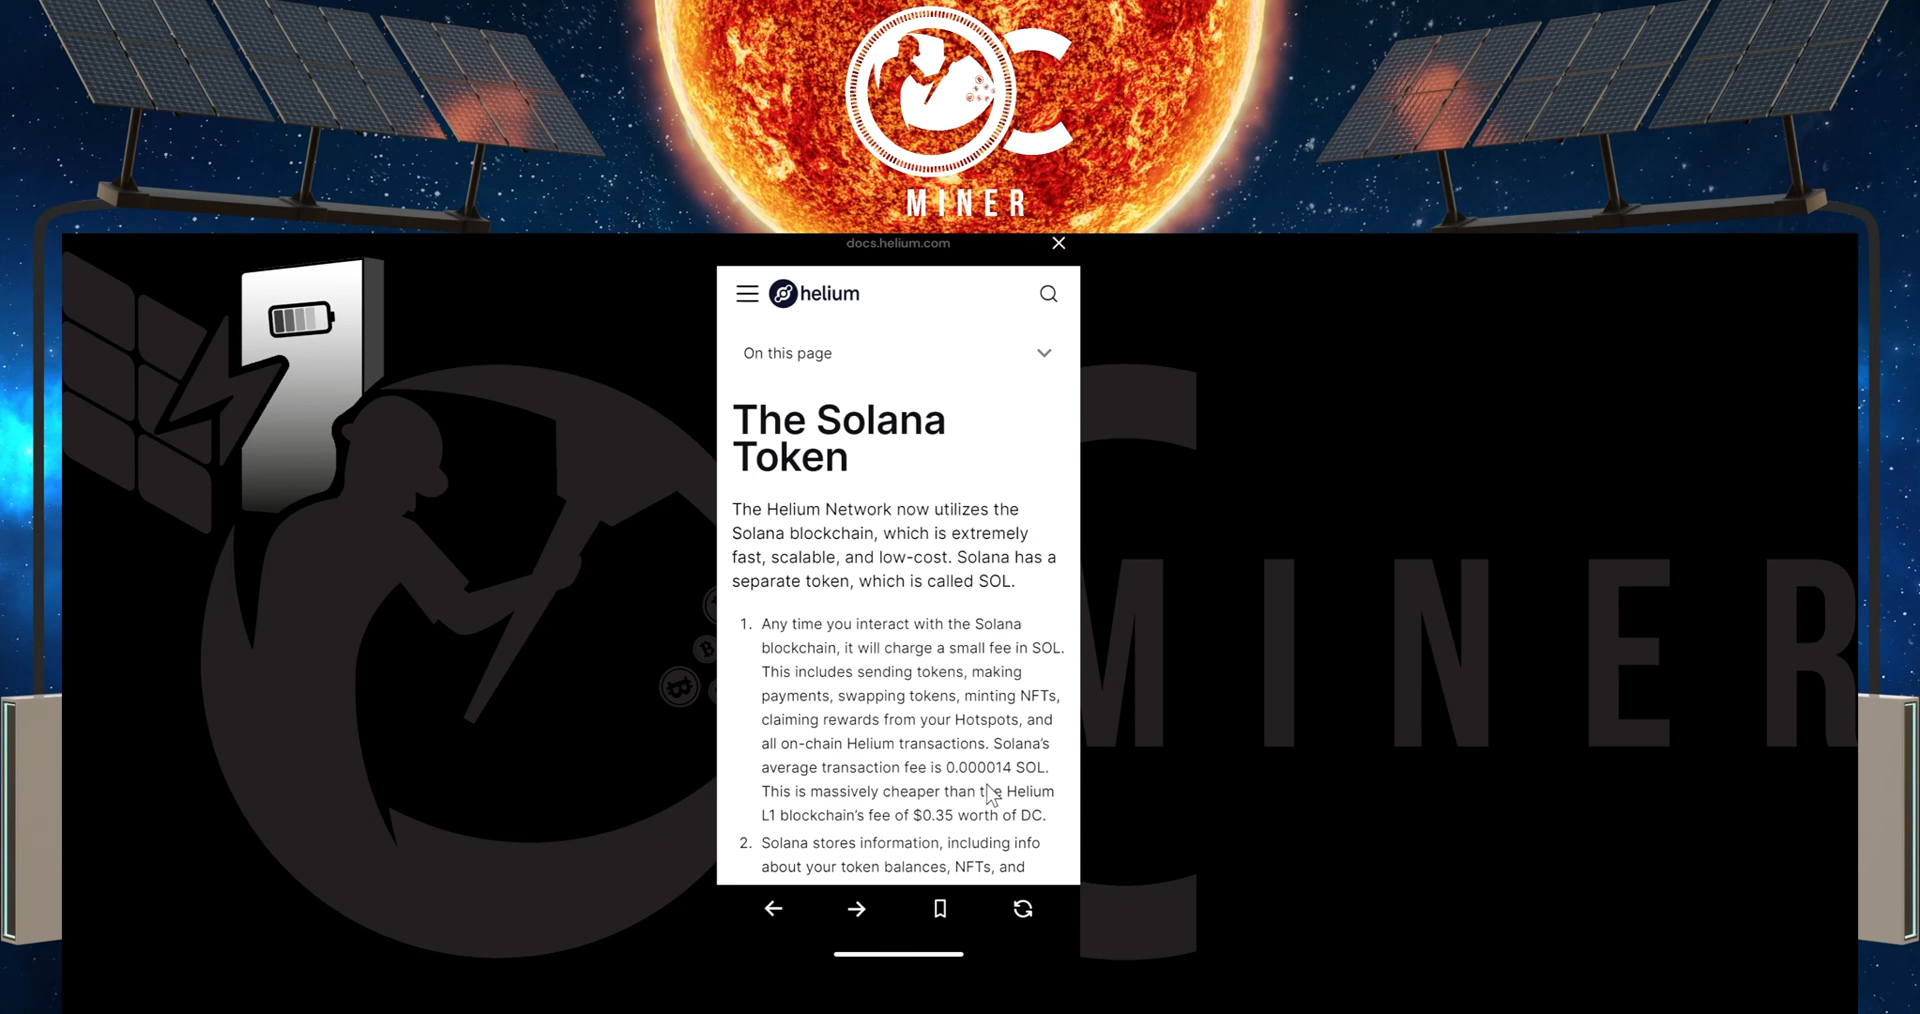 C
MINER
docs.helium.com
helium
On this page
The Solana
Token
The Helium Network now utilizes the
Solana blockchain, which is extremely
fast, scalable, and low-cost. Solana has a
separate token, which is called SOL.
1. Any time you interact with the Solana
blockchain, it will charge a small fee in SOL.
This includes sending tokens, making
payments, swapping tokens, minting NFTs,
claiming rewards from your Hotspots, and
all on-chain Helium transactions. Solana’s
average transaction fee is 0.000014 SOL.
This is massively cheaper than the Helium
L1 blockchain’s fee of $0.35 worth of DC.
2. Solana stores information, including info
about your token balances, NFTs, and
MINER